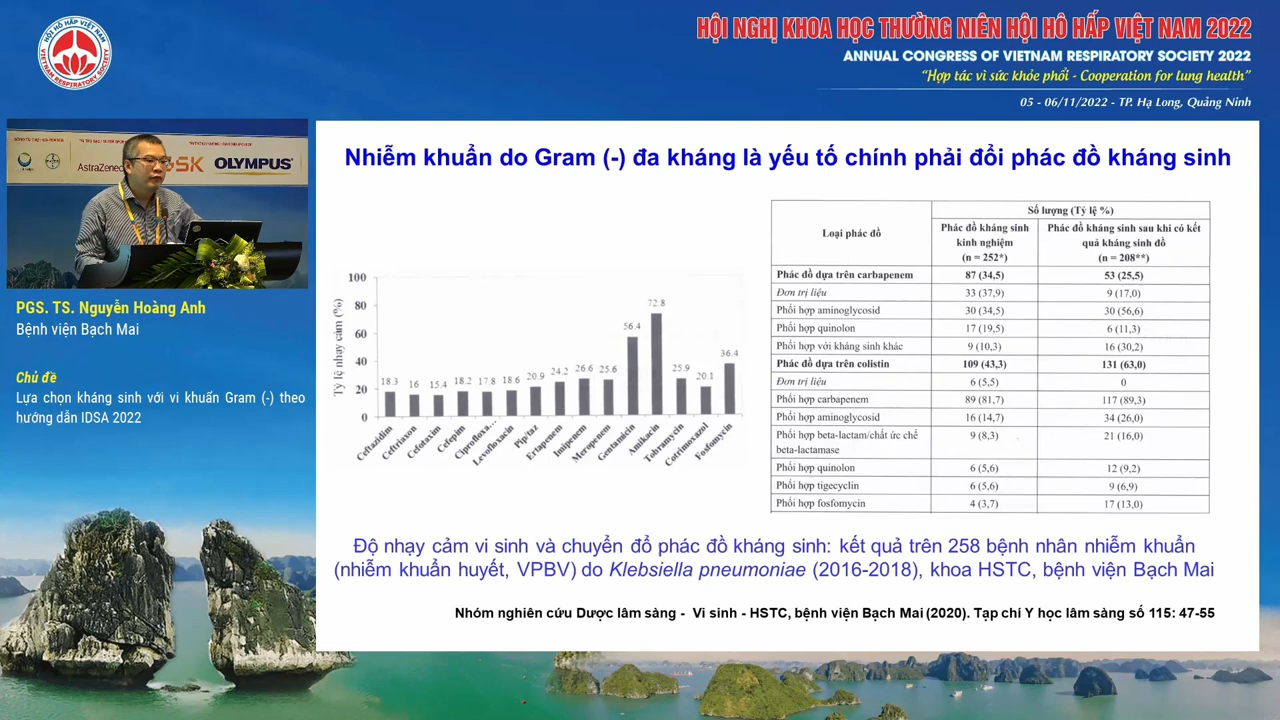 HỘI HÔ HẤP VIỆT NAM
VIETNAM RESPIRATORY SOCIETY
HỘI NGHỊ KHOA HỌC THƯỜNG NIÊN HỘI HÔ HẤP VIỆT NAM 2022
ANNUAL CONGRESS OF VIETNAM RESPIRATORY SOCIETY 2022
“Hợp tác vì sức khỏe phổi - Cooperation for lung health”
05 - 06/11/2022 - TP. Hạ Long, Quảng Ninh
AstraZenec
GSK
OLYMPUS
PGS. TS. Nguyễn Hoàng Anh
Bệnh viện Bạch Mai
Chủ đề
Lựa chọn kháng sinh với vi khuẩn Gram (-) theo
hướng dẫn IDSA 2022
Nhiễm khuẩn do Gram (-) đa kháng là yếu tố chính phải đổi phác đồ kháng sinh
Tỷ lệ nhạy cảm (%)
100
80
60
40
20
0
18.3 16 15.4 18.2 17.8 18.6 20.9 24.2 26.6 25.6 56.4 72.8 25.9 20.1 36.4
Ceftazidim Ceftriaxon Cefotaxim Cefepim Ciprofloxa... Levofloxacin Pip/taz Ertapenem Imipenem Meropenem Gentamicin Amikacin Tobramycin Cotrimoxazol Fosfomycin
Loại phác đồ
Số lượng (Tỷ lệ %)
Phác đồ kháng sinh
kinh nghiệm
(n = 252*)
Phác đồ kháng sinh sau khi có kết
quả kháng sinh đồ
(n = 208**)
Phác đồ dựa trên carbapenem 87 (34,5) 53 (25,5)
Đơn trị liệu 33 (37,9) 9 (17,0)
Phối hợp aminoglycosid 30 (34,5) 30 (56,6)
Phối hợp quinolon 17 (19,5) 6 (11,3)
Phối hợp với kháng sinh khác 9 (10,3) 16 (30,2)
Phác đồ dựa trên colistin 109 (43,3) 131 (63,0)
Đơn trị liệu 6 (5,5) 0
Phối hợp carbapenem 89 (81,7) 117 (89,3)
Phối hợp aminoglycosid 16 (14,7) 34 (26,0)
Phối hợp beta-lactam/chất ức chế
beta-lactamase 9 (8,3) 21 (16,0)
Phối hợp quinolon 6 (5,6) 12 (9,2)
Phối hợp tigecyclin 6 (5,6) 9 (6,9)
Phối hợp fosfomycin 4 (3,7) 17 (13,0)
Độ nhạy cảm vi sinh và chuyển đổ phác đồ kháng sinh: kết quả trên 258 bệnh nhân nhiễm khuẩn
(nhiễm khuẩn huyết, VPBV) do Klebsiella pneumoniae (2016-2018), khoa HSTC, bệnh viện Bạch Mai
Nhóm nghiên cứu Dược lâm sàng - Vi sinh - HSTC, bệnh viện Bạch Mai (2020). Tạp chí Y học lâm sàng số 115: 47-55